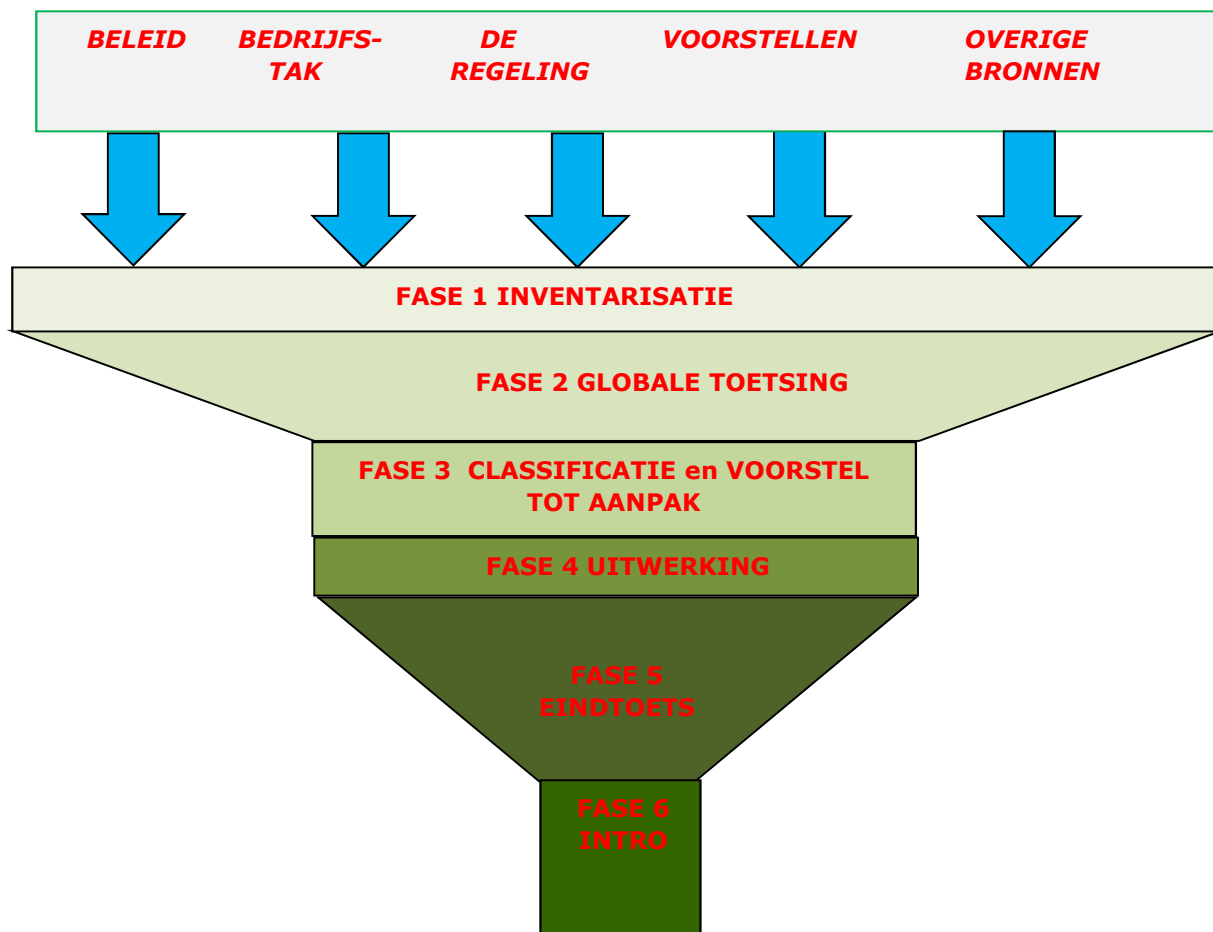 BELEID
BEDRIJFS-
TAK
DE
REGELING
VOORSTELLEN
OVERIGE
BRONNEN
FASE 1 INVENTARISATIE
FASE 2 GLOBALE TOETSING
FASE 3 CLASSIFICATIE en VOORSTEL
TOT AANPAK
FASE 4 UITWERKING
FASE 5
EINDTOETS
FASE 6
INTRO